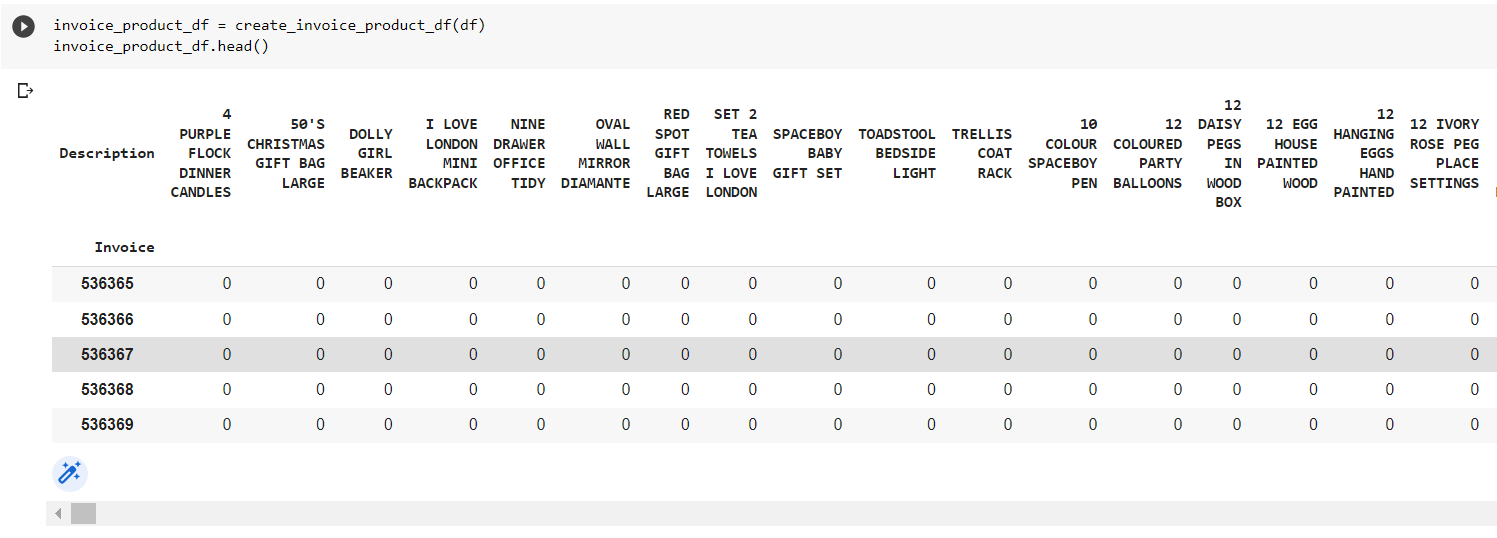 invoice_product_df = create_invoice_product_df(df)
invoice_product_df.head()
Description 4 PURPLE FLOCK DINNER CANDLES 50'S CHRISTMAS GIFT BAG LARGE DOLLY GIRL BEAKER I LOVE LONDON MINI BACKPACK NINE DRAWER OFFICE TIDY OVAL WALL MIRROR DIAMANTE RED SPOT GIFT BAG LARGE SET 2 TEA TOWELS I LOVE LONDON SPACEBOY BABY GIFT SET TOADSTOOL BEDSIDE LIGHT TRELLIS COAT RACK 10 COLOUR SPACEBOY PEN 12 COLOURED PARTY BALLOONS 12 DAISY PEGS IN WOOD BOX 12 EGG HOUSE PAINTED WOOD 12 HANGING EGGS HAND PAINTED 12 IVORY ROSE PEG PLACE SETTINGS
Invoice
536365 0 0 0 0 0 0 0 0 0 0 0 0 0 0 0 0 0
536366 0 0 0 0 0 0 0 0 0 0 0 0 0 0 0 0 0
536367 0 0 0 0 0 0 0 0 0 0 0 0 0 0 0 0 0
536368 0 0 0 0 0 0 0 0 0 0 0 0 0 0 0 0 0
536369 0 0 0 0 0 0 0 0 0 0 0 0 0 0 0 0 0